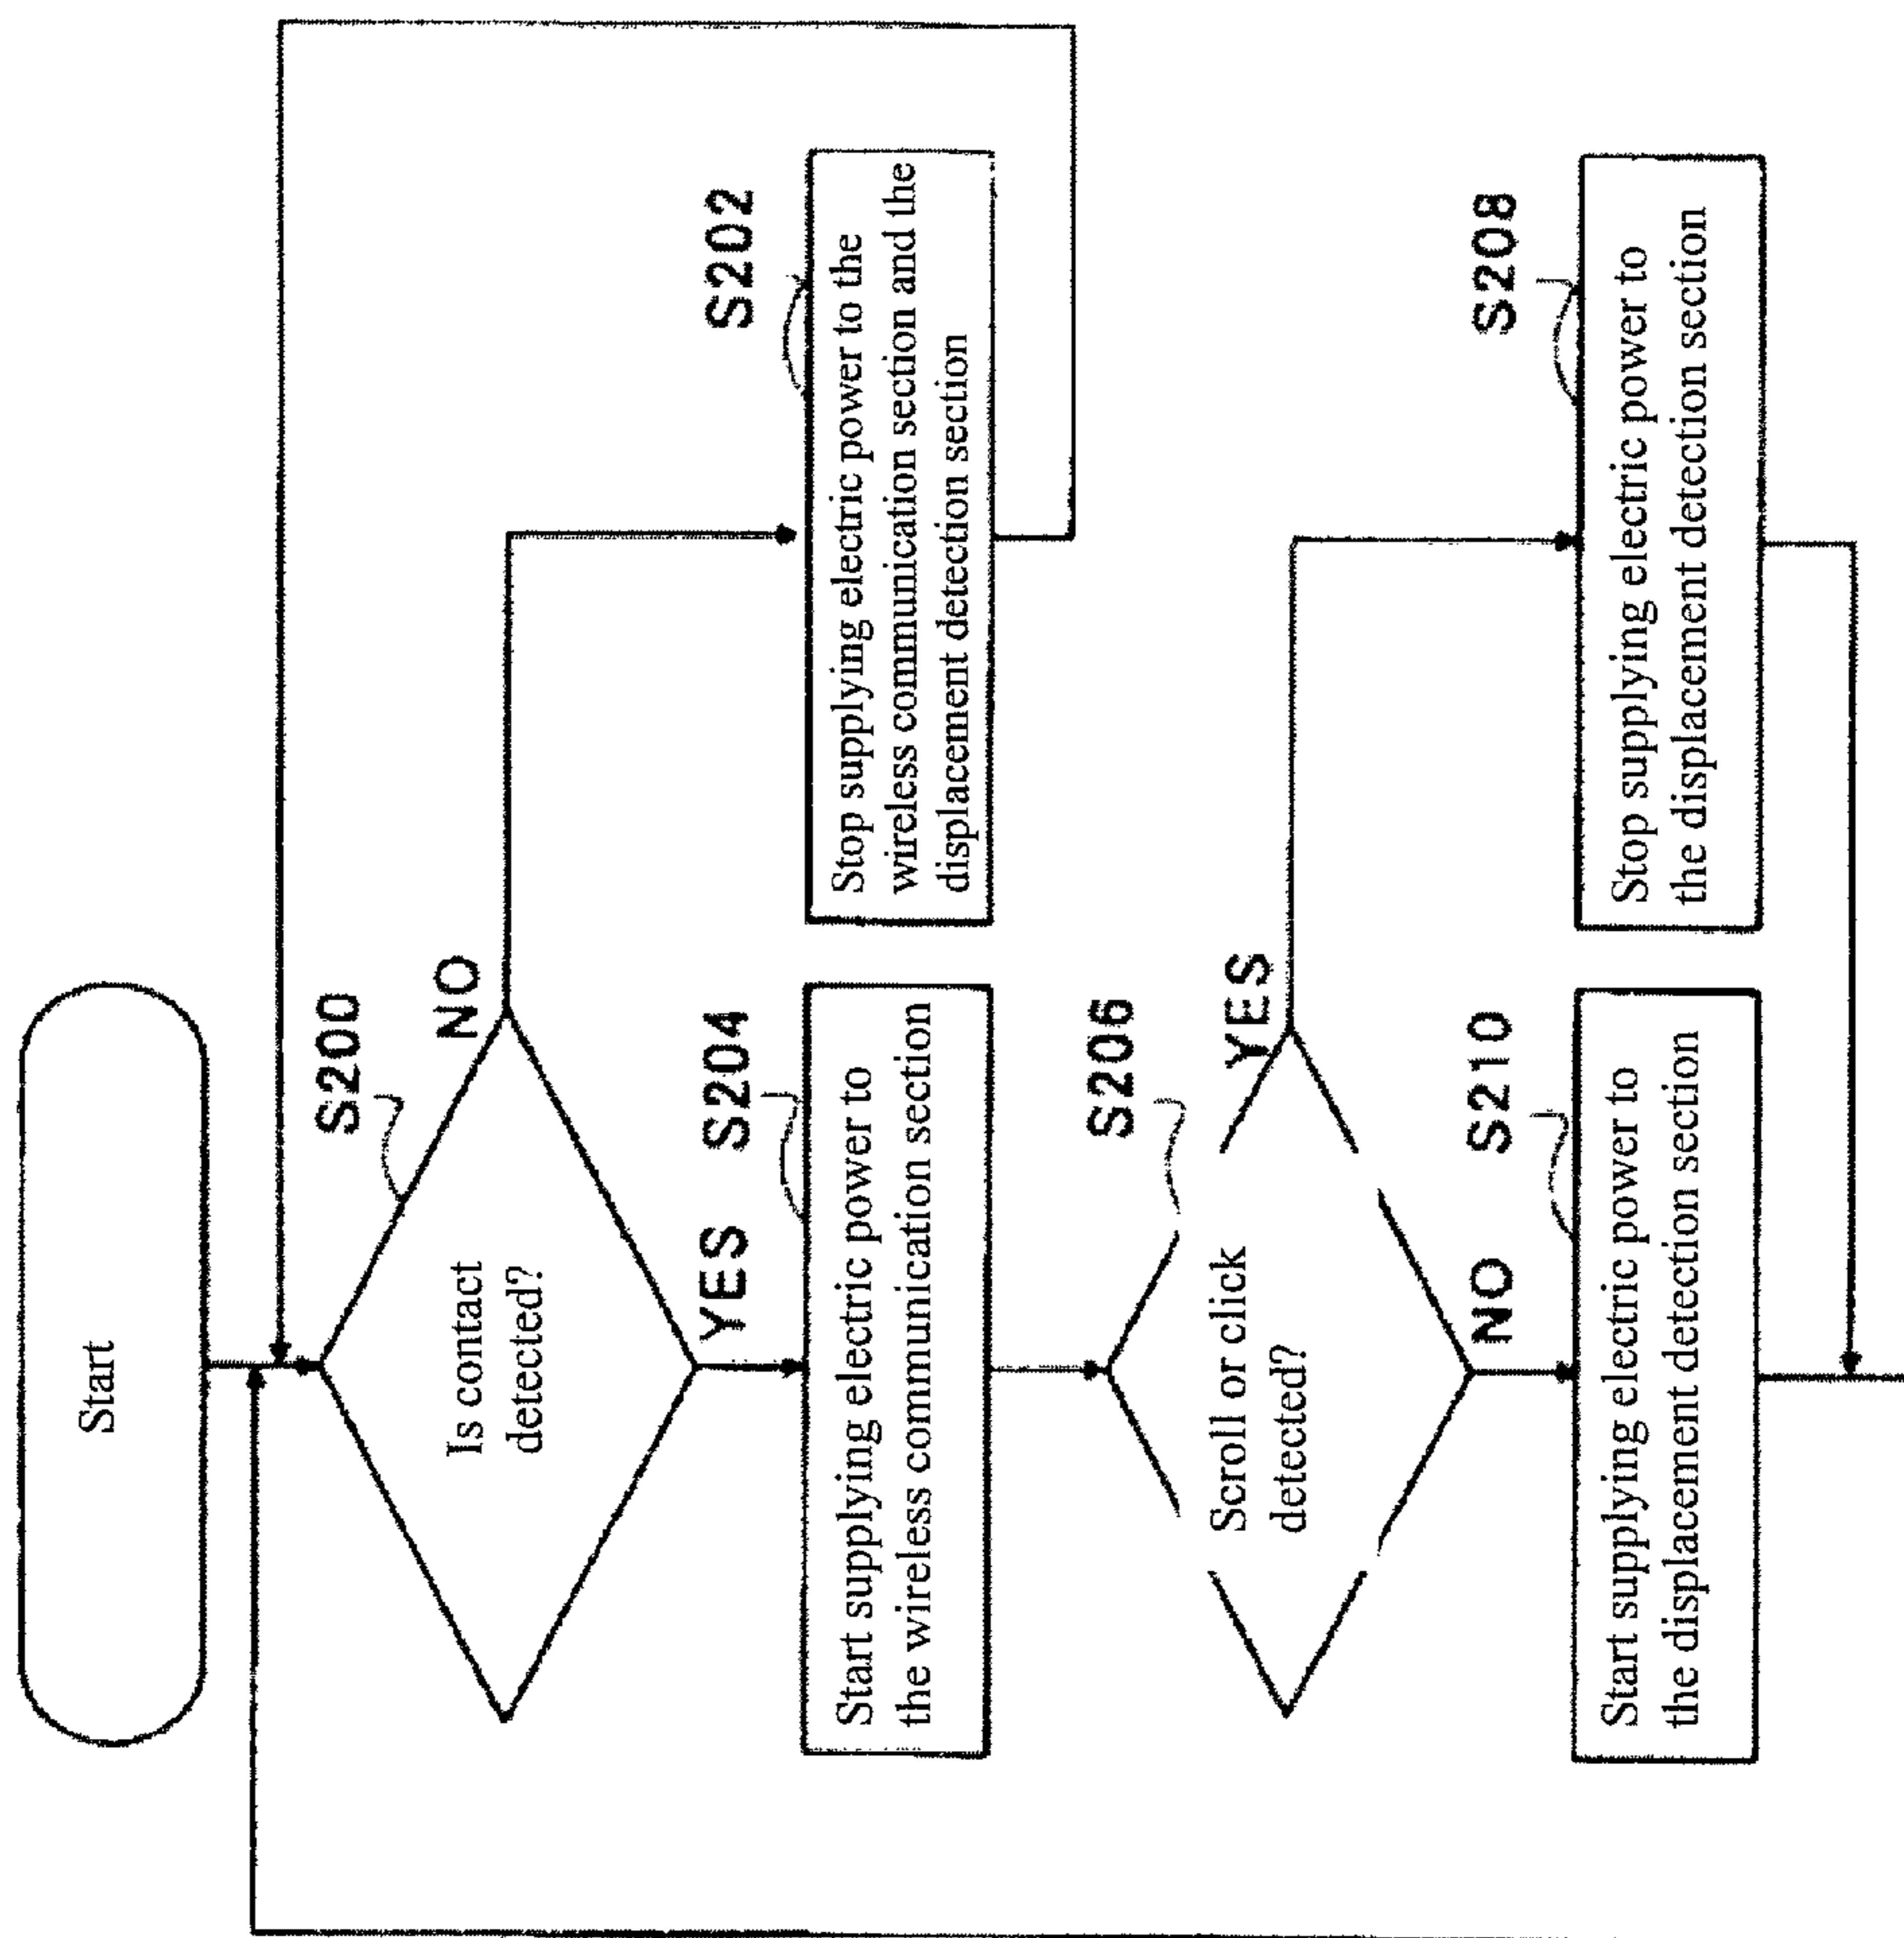 Start
S200
Is contact
detected?
NO
YES
S202
Stop supplying electric power to the
wireless communication section and the
displacement detection section
S204
Start supplying electric power to
the wireless communication section
S206
Scroll or click
detected?
YES
NO
S208
Stop supplying electric power to
the displacement detection section
S210
Start supplying electric power to
the displacement detection section